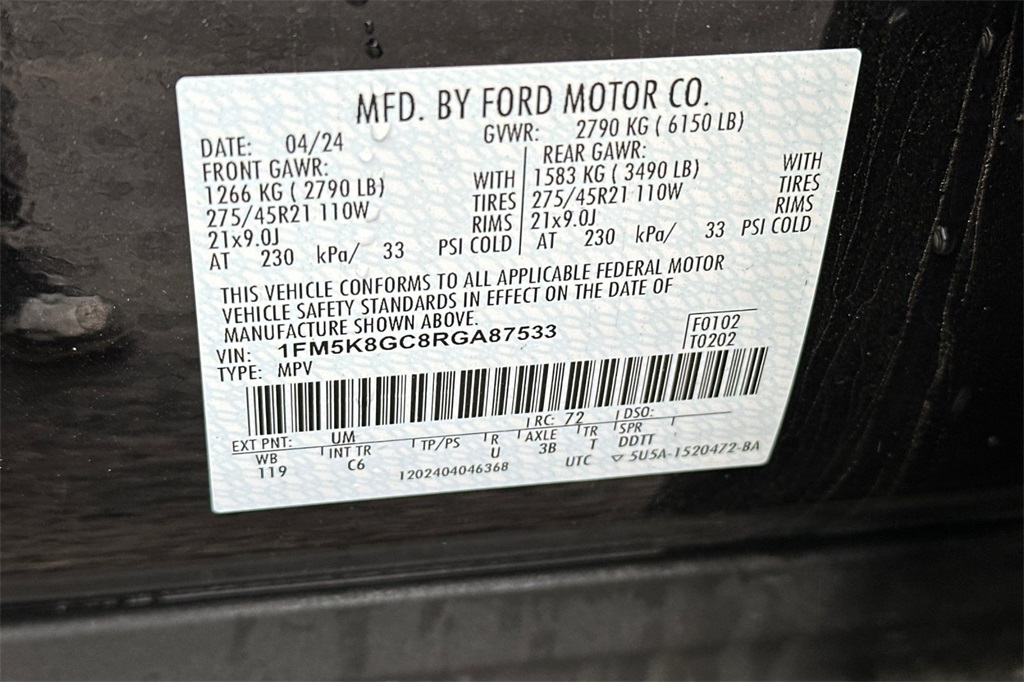 MFD. BY FORD MOTOR CO.
DATE: 04/24
GVWR: 2790 KG ( 6150 LB)
FRONT GAWR:
1266 KG ( 2790 LB)
275/45R21 110W
21x9.0J
WITH
TIRES
RIMS
AT 230 kPa/ 33 PSI COLD
REAR GAWR:
1583 KG ( 3490 LB)
275/45R21 110W
21x9.0J
WITH
TIRES
RIMS
AT 230 kPa/ 33 PSI COLD
THIS VEHICLE CONFORMS TO ALL APPLICABLE FEDERAL MOTOR
VEHICLE SAFETY STANDARDS IN EFFECT ON THE DATE OF
MANUFACTURE SHOWN ABOVE.
VIN: 1FM5K8GC8RGA87533
TYPE: MPV
F0102
T0202
EXT PNT: UM
RC: 72
DSO:
WB
INT TR
TP/PS
R
AXLE
TR
SPR
119
C6
U
3B
T
DDTT
1202404046368
UTC
▽ 5U5A-1520472-BA